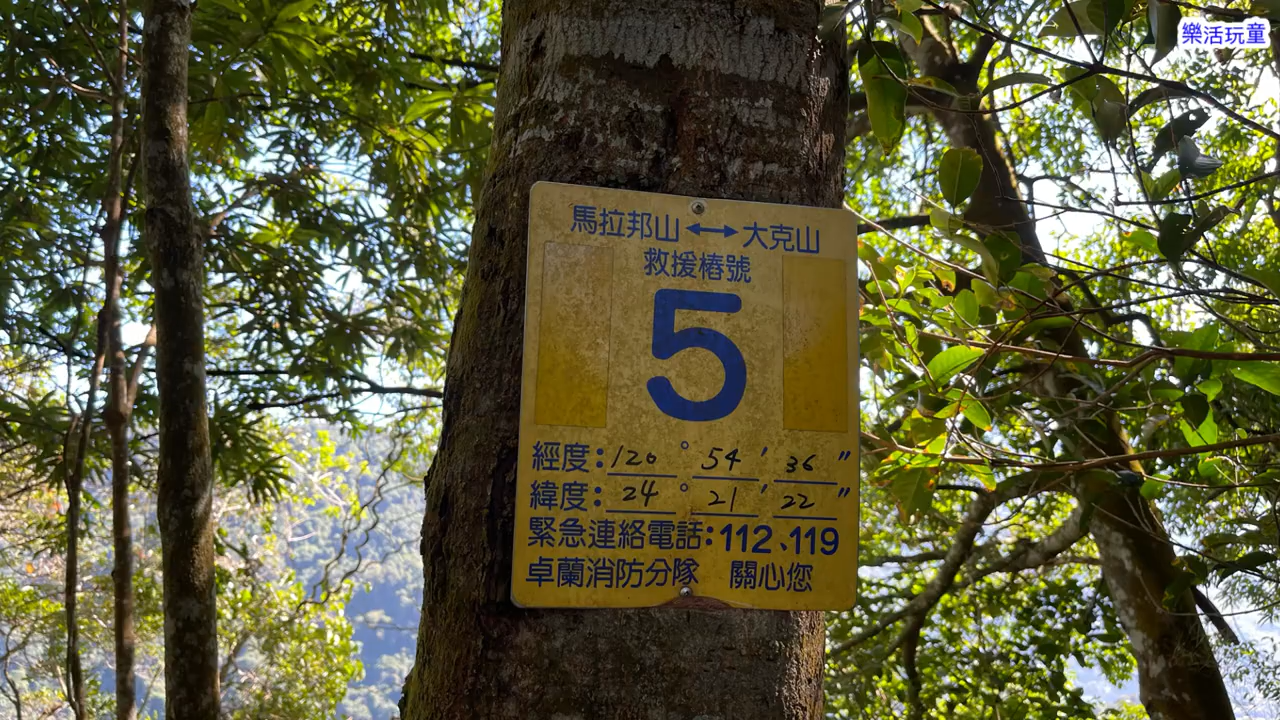 樂活玩童
馬拉邦山↔大克山
救援樁號
5
經度：120°54′36″
緯度：24°21′22″
緊急連絡電話：112、119
卓蘭消防分隊 關心您